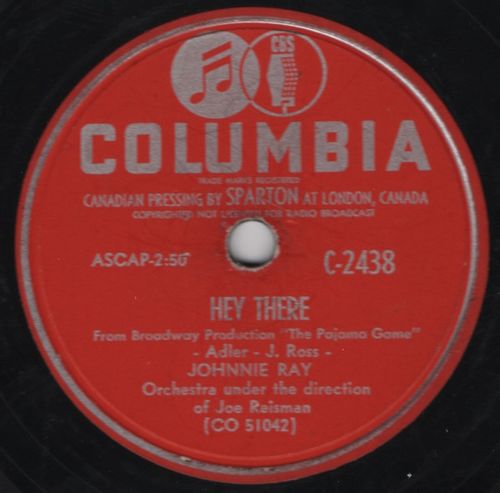 CBS
COLUMBIA
TRADE MARKS REGISTERED
CANADIAN PRESSING BY SPARTON AT LONDON, CANADA
COPYRIGHTED NOT LICENSED FOR RADIO BROADCAST
ASCAP-2:50
C-2438
HEY THERE
From Broadway Production "The Pajama Game"
- Adler - J. Ross -
JOHNNIE RAY
Orchestra under the direction
of Joe Reisman
(CO 51042)